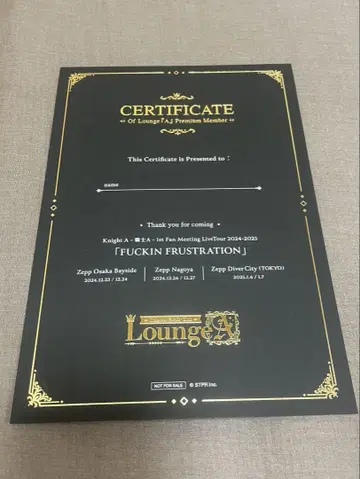 CERTIFICATE
Of Lounge「A」Premium Member
This Certificate is Presented to :
name
• Thank you for coming •
Knight A - 騎士A - 1st Fan Meeting LiveTour 2024-2025
「FUCKIN FRUSTRATION」
Zepp Osaka Bayside | Zepp Nagoya | Zepp DiverCity (TOKYO)
2024.12.23 / 12.24 | 2024.12.26 / 12.27 | 2025.1.6 / 1.7
Lounge A
NOT FOR SALE © STPR Inc.